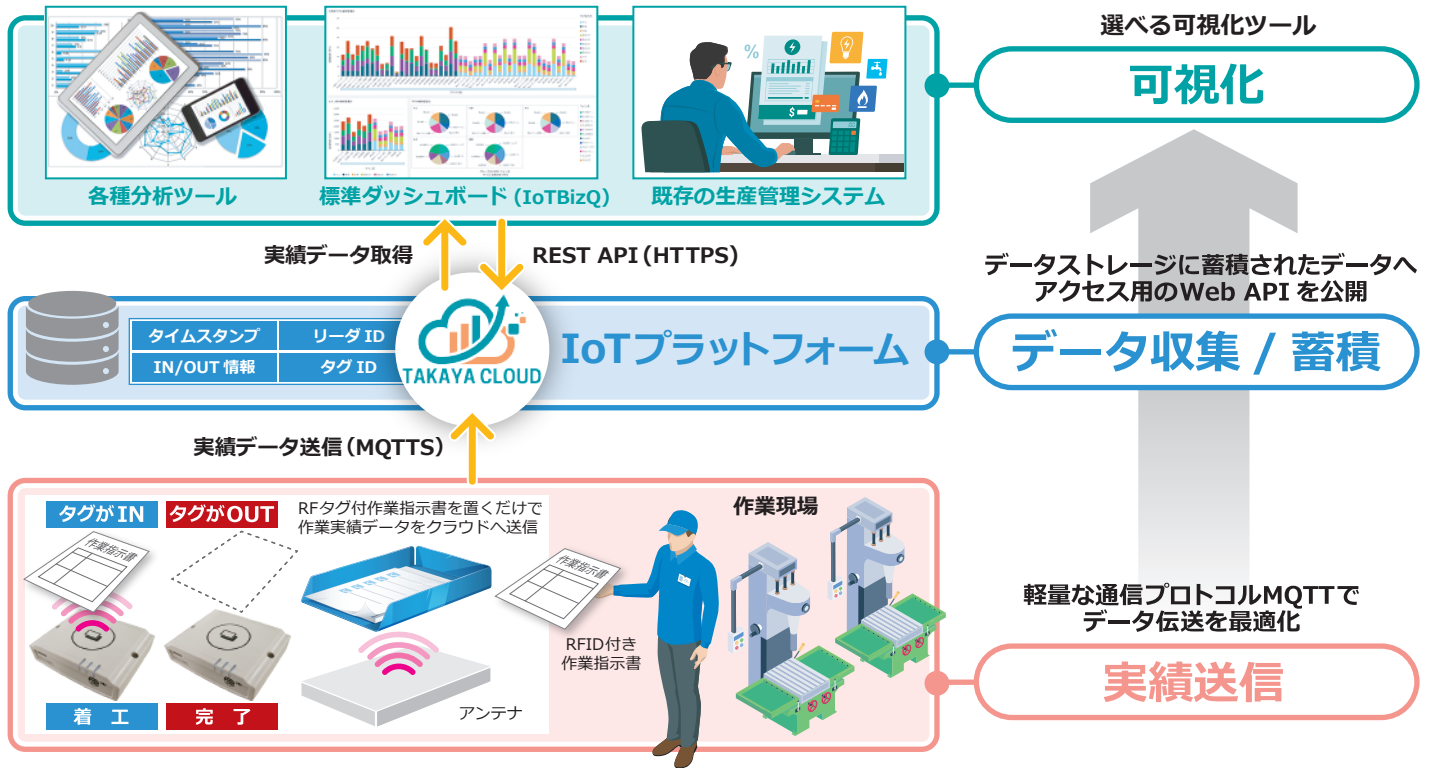 選べる可視化ツール
可視化
%
$
各種分析ツール
標準ダッシュボード(IoTBizQ)
既存の生産管理システム
実績データ取得
REST API(HTTPS)
データストレージに蓄積されたデータへ
アクセス用のWeb API を公開
タイムスタンプ
リーダ ID
IN/OUT 情報
タグ ID
TAKAYA CLOUD
IoTプラットフォーム
データ収集 / 蓄積
実績データ送信(MQTTS)
タグがIN
タグがOUT
RFタグ付作業指示書を置くだけで
作業実績データをクラウドへ送信
作業現場
作業指示書
作業指示書
RFID付き
作業指示書
アンテナ
着 工
完 了
軽量な通信プロトコルMQTTで
データ伝送を最適化
実績送信